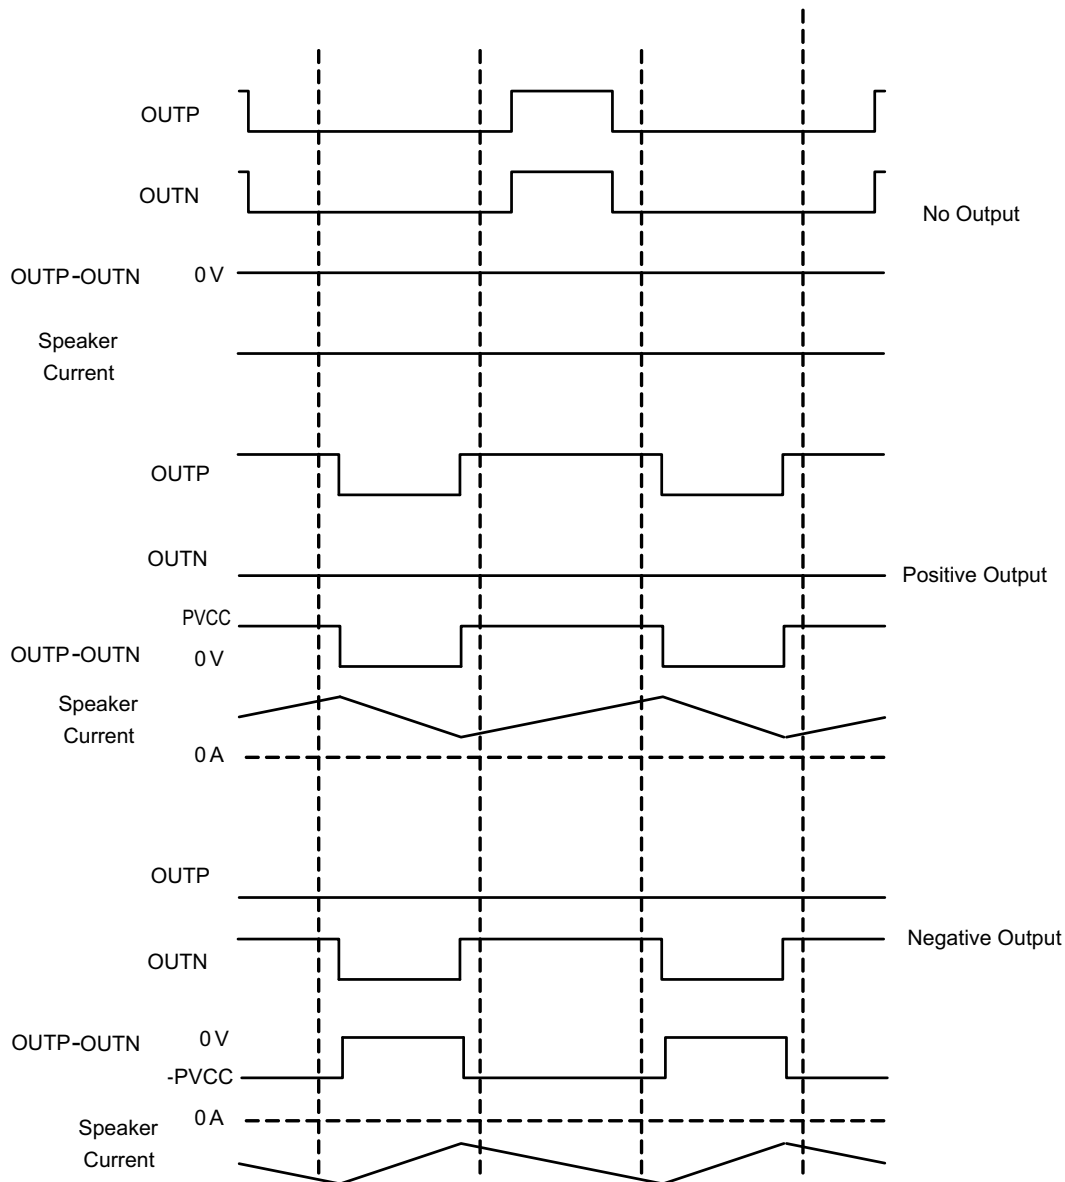 OUTP
OUTN
No Output
OUTP-OUTN 0 V
Speaker
Current
OUTP
OUTN
Positive Output
PVCC
OUTP-OUTN 0 V
Speaker
Current
0 A
OUTP
Negative Output
OUTN
OUTP-OUTN 0 V
-PVCC
0 A
Speaker
Current